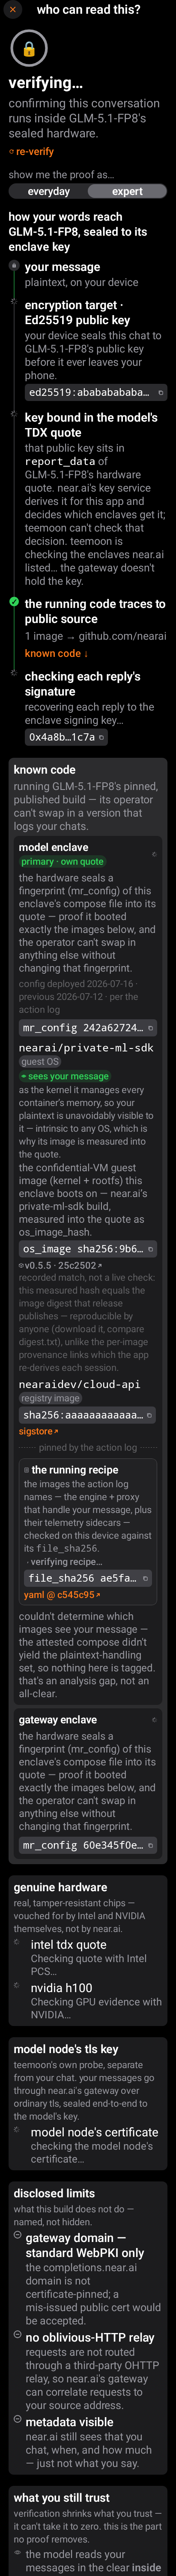 who can read this?
verifying…
confirming this conversation
runs inside GLM-5.1-FP8's
sealed hardware.
re-verify
show me the proof as…
everyday
expert
how your words reach
GLM-5.1-FP8, sealed to its
enclave key
your message
plaintext, on your device
encryption target ·
Ed25519 public key
your device seals this chat to
GLM-5.1-FP8's public key
before it ever leaves your
phone.
ed25519:abababababa…
key bound in the model's
TDX quote
that public key sits in
report_data of
GLM-5.1-FP8's hardware
quote. near.ai's key service
derives it for this app and
decides which enclaves get it;
teemoon can't check that
decision. teemoon is
checking the enclaves near.ai
listed… the gateway doesn't
hold the key.
the running code traces to
public source
1 image → github.com/nearai
known code ↓
checking each reply's
signature
recovering each reply to the
enclave signing key…
0x4a8b…1c7a
known code
running GLM-5.1-FP8's pinned,
published build — its operator
can't swap in a version that
logs your chats.
model enclave
primary · own quote
the hardware seals a
fingerprint (mr_config) of this
enclave's compose file into its
quote — proof it booted
exactly the images below, and
the operator can't swap in
anything else without
changing that fingerprint.
config deployed 2026-07-16 ·
previous 2026-07-12 · per the
action log
mr_config 242a62724…
nearai/private-ml-sdk
guest OS
sees your message
as the kernel it manages every
container's memory, so your
plaintext is unavoidably visible to
it — intrinsic to any OS, which is
why its image is measured into
the quote.
the confidential-VM guest
image (kernel + rootfs) this
enclave boots on — near.ai's
private-ml-sdk build,
measured into the quote as
os_image_hash.
os_image sha256:9b6…
v0.5.5 · 25c2502↗
recorded match, not a live check:
this measured hash equals the
image digest that release
publishes — reproducible by
anyone (download it, compare
digest.txt), unlike the per-image
provenance links which the app
re-derives each session.
nearaidev/cloud-api
registry image
sha256:aaaaaaaaaaaa…
sigstore↗
pinned by the action log
the running recipe
the images the action log
names — the engine + proxy
that handle your message, plus
their telemetry sidecars —
checked on this device against
its file_sha256.
· verifying recipe…
file_sha256 ae5fa…
yaml @ c545c95↗
couldn't determine which
images see your message —
the attested compose didn't
yield the plaintext-handling
set, so nothing here is tagged.
that's an analysis gap, not an
all-clear.
gateway enclave
the hardware seals a
fingerprint (mr_config) of this
enclave's compose file into its
quote — proof it booted
exactly the images below, and
the operator can't swap in
anything else without
changing that fingerprint.
mr_config 60e345f0e…
genuine hardware
real, tamper-resistant chips —
vouched for by Intel and NVIDIA
themselves, not by near.ai.
intel tdx quote
Checking quote with Intel
PCS…
nvidia h100
Checking GPU evidence with
NVIDIA…
model node's tls key
teemoon's own probe, separate
from your chat. your messages go
through near.ai's gateway over
ordinary tls, sealed end-to-end to
the model's key.
model node's certificate
checking the model node's
certificate…
disclosed limits
what this build does not do —
named, not hidden.
gateway domain —
standard WebPKI only
the completions.near.ai
domain is not
certificate-pinned; a
mis-issued public cert would
be accepted.
no oblivious-HTTP relay
requests are not routed
through a third-party OHTTP
relay, so near.ai's gateway
can correlate requests to
your source address.
metadata visible
near.ai still sees that you
chat, when, and how much
— just not what you say.
what you still trust
verification shrinks what you trust —
it can't take it to zero. this is the part
no proof removes.
the model reads your
messages in the clear inside